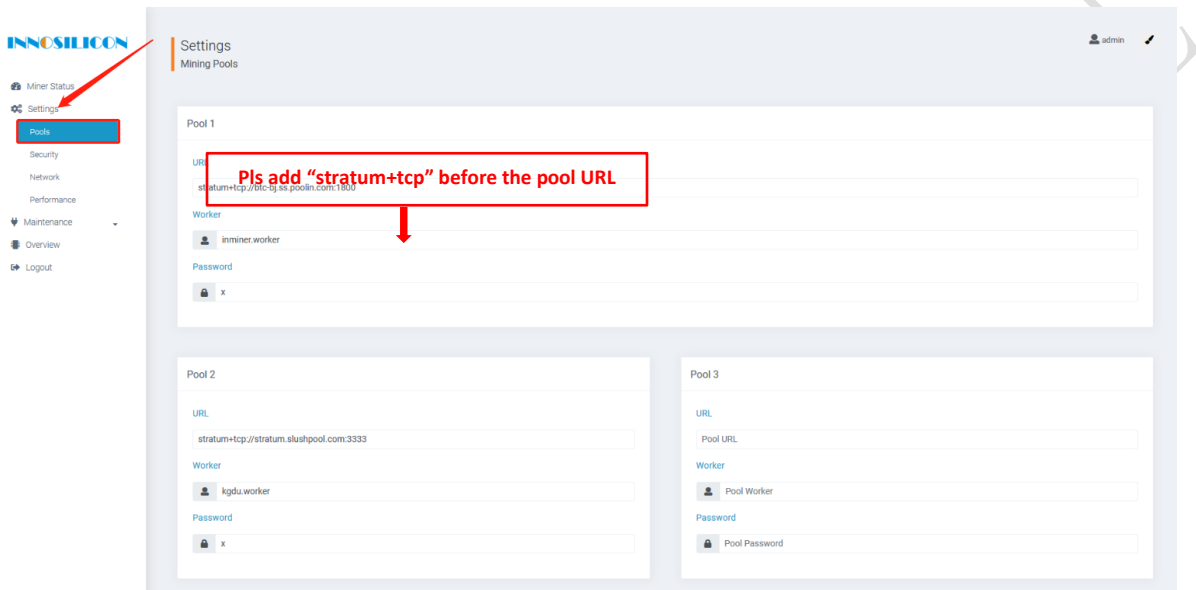 INNOSILICON
Miner Status
Settings
Pools
Security
Network
Performance
Maintenance
Overview
Logout
Settings
Mining Pools
admin
Pool 1
URL
Pls add “stratum+tcp” before the pool URL
stratum+tcp://btc-bj.ss.poolin.com:1800
Worker
inminer.worker
Password
x
Pool 2
URL
stratum+tcp://stratum.slushpool.com:3333
Worker
kgdu.worker
Password
x
Pool 3
URL
Pool URL
Worker
Pool Worker
Password
Pool Password